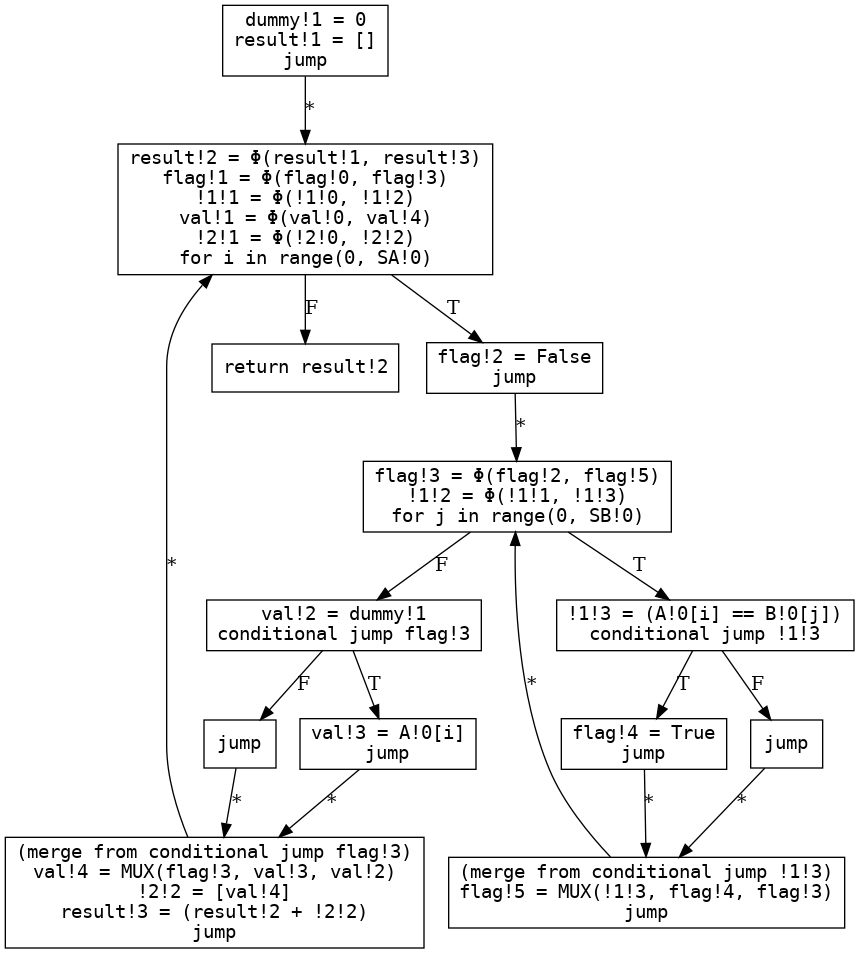 dummy!1 = 0
result!1 = []
jump
*
result!2 = Φ(result!1, result!3)
flag!1 = Φ(flag!0, flag!3)
!1!1 = Φ(!1!0, !1!2)
val!1 = Φ(val!0, val!4)
!2!1 = Φ(!2!0, !2!2)
for i in range(0, SA!0)
F
T
return result!2
flag!2 = False
jump
*
flag!3 = Φ(flag!2, flag!5)
!1!2 = Φ(!1!1, !1!3)
for j in range(0, SB!0)
*
F
T
val!2 = dummy!1
conditional jump flag!3
!1!3 = (A!0[i] == B!0[j])
conditional jump !1!3
F
T
*
T
F
jump
val!3 = A!0[i]
jump
flag!4 = True
jump
jump
*
*
*
*
(merge from conditional jump flag!3)
val!4 = MUX(flag!3, val!3, val!2)
!2!2 = [val!4]
result!3 = (result!2 + !2!2)
jump
(merge from conditional jump !1!3)
flag!5 = MUX(!1!3, flag!4, flag!3)
jump